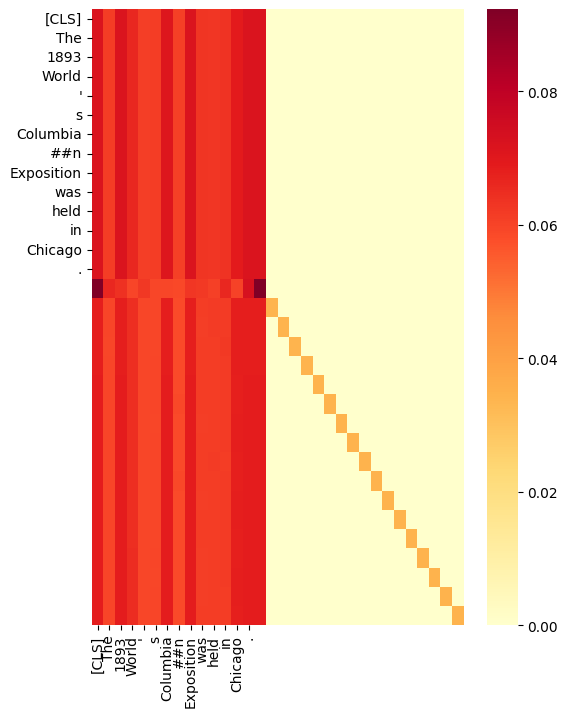 [CLS]
The
1893
World
'
s
Columbia
##n
Exposition
was
held
in
Chicago
.
0.08
0.06
0.04
0.02
0.00
[CLS]
The
1893
World
'
s
Columbia
##n
Exposition
was
held
in
Chicago
.